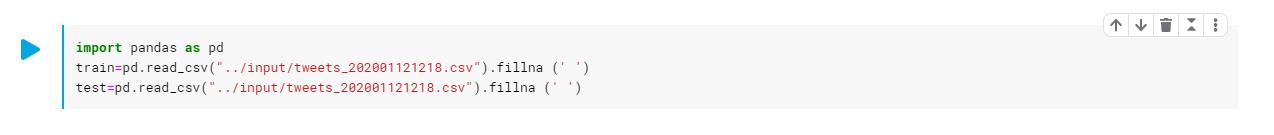 import pandas as pd
train=pd.read_csv("../input/tweets_202001121218.csv").fillna (' ')
test=pd.read_csv("../input/tweets_202001121218.csv").fillna (' ')